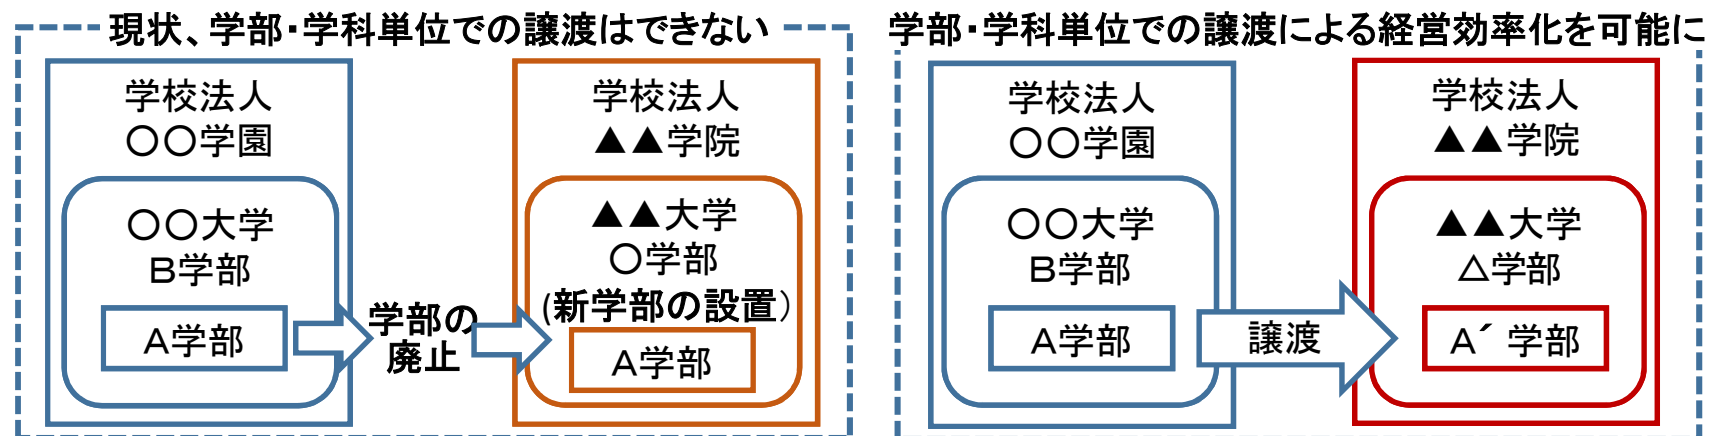 現状、学部・学科単位での譲渡はできない
学校法人
〇〇学園
〇〇大学
B学部
A学部
学部の
廃止
学校法人
▲▲学院
▲▲大学
〇学部
(新学部の設置)
A学部
学部・学科単位での譲渡による経営効率化を可能に
学校法人
〇〇学園
〇〇大学
B学部
A学部
譲渡
学校法人
▲▲学院
▲▲大学
△学部
A´ 学部